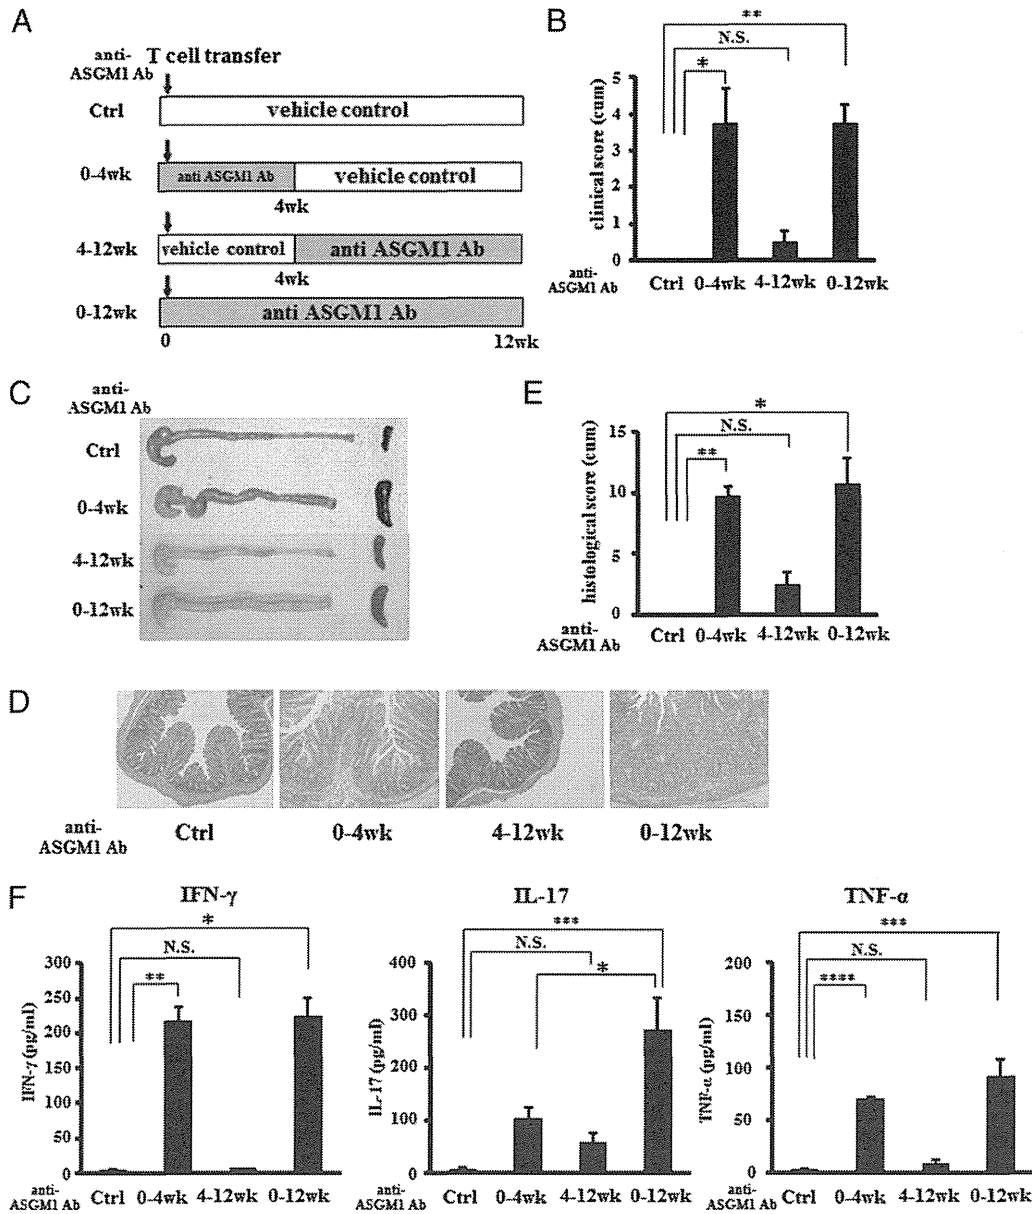 A
anti-
ASGM1 Ab
T cell transfer
Ctrl
vehicle control
0-4wk
anti ASGM1 Ab
vehicle control
4wk
4-12wk
vehicle control
anti ASGM1 Ab
4wk
0-12wk
anti ASGM1 Ab
0
12wk
B
**
N.S.
*
clinical score (cum)
5
4
3
2
1
0
anti-
ASGM1 Ab
Ctrl 0-4wk 4-12wk 0-12wk
C
anti-
ASGM1 Ab
Ctrl
0-4wk
4-12wk
0-12wk
E
*
N.S.
**
histological score (cum)
15
10
5
0
anti-
ASGM1 Ab
Ctrl 0-4wk 4-12wk 0-12wk
D
anti-
ASGM1 Ab
Ctrl 0-4wk 4-12wk 0-12wk
F
IFN-γ
*
N.S.
**
IFN-γ (pg/ml)
300
250
200
150
100
50
0
anti-
ASGM1 Ab
Ctrl 0-4wk 4-12wk 0-12wk
IL-17
***
N.S.
*
IL-17 (pg/ml)
400
300
200
100
0
anti-
ASGM1 Ab
Ctrl 0-4wk 4-12wk 0-12wk
TNF-α
***
N.S.
****
TNF-α (pg/ml)
200
150
100
50
0
anti-
ASGM1 Ab
Ctrl 0-4wk 4-12wk 0-12wk